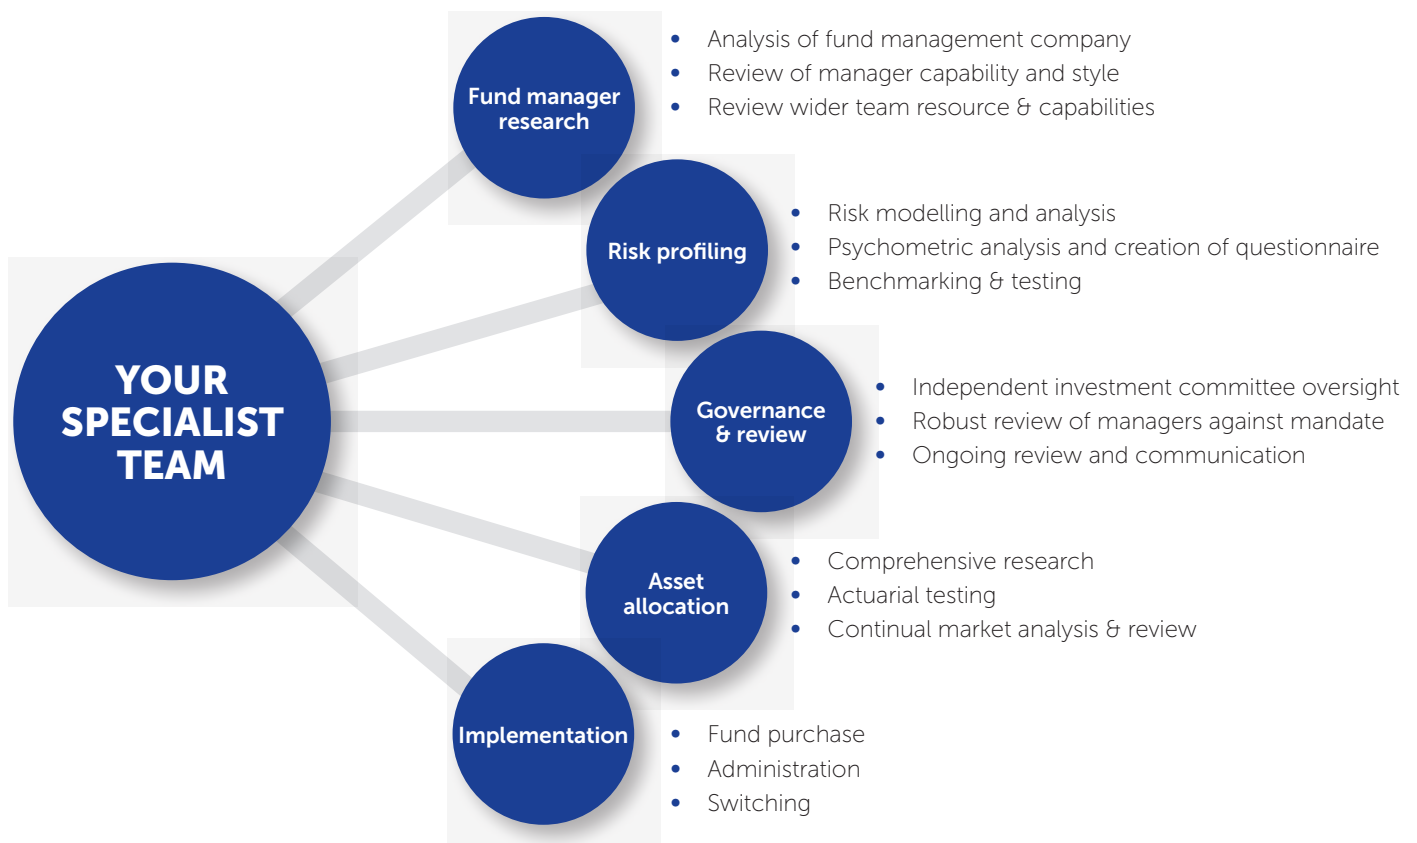 Fund manager
research
• Analysis of fund management company
• Review of manager capability and style
• Review wider team resource & capabilities
Risk profiling
• Risk modelling and analysis
• Psychometric analysis and creation of questionnaire
• Benchmarking & testing
YOUR
SPECIALIST
TEAM
Governance
& review
• Independent investment committee oversight
• Robust review of managers against mandate
• Ongoing review and communication
Asset
allocation
• Comprehensive research
• Actuarial testing
• Continual market analysis & review
Implementation
• Fund purchase
• Administration
• Switching